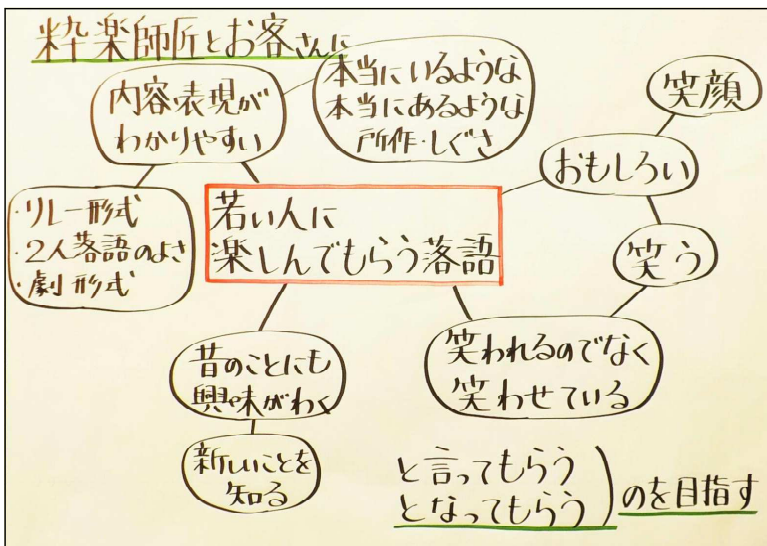 粋楽師匠とお客さんに
内容・表現が
わかりやすい
本当にいるような
本当にあるような
所作・しぐさ
笑顔
おもしろい
・リレー形式
・2人落語のよさ
・劇形式
若い人に
楽しんでもらう落語
笑う
昔のことにも
興味がわく
笑われるのでなく
笑わせている
新しいことを
知る
と言ってもらう
となってもらう
のを目指す